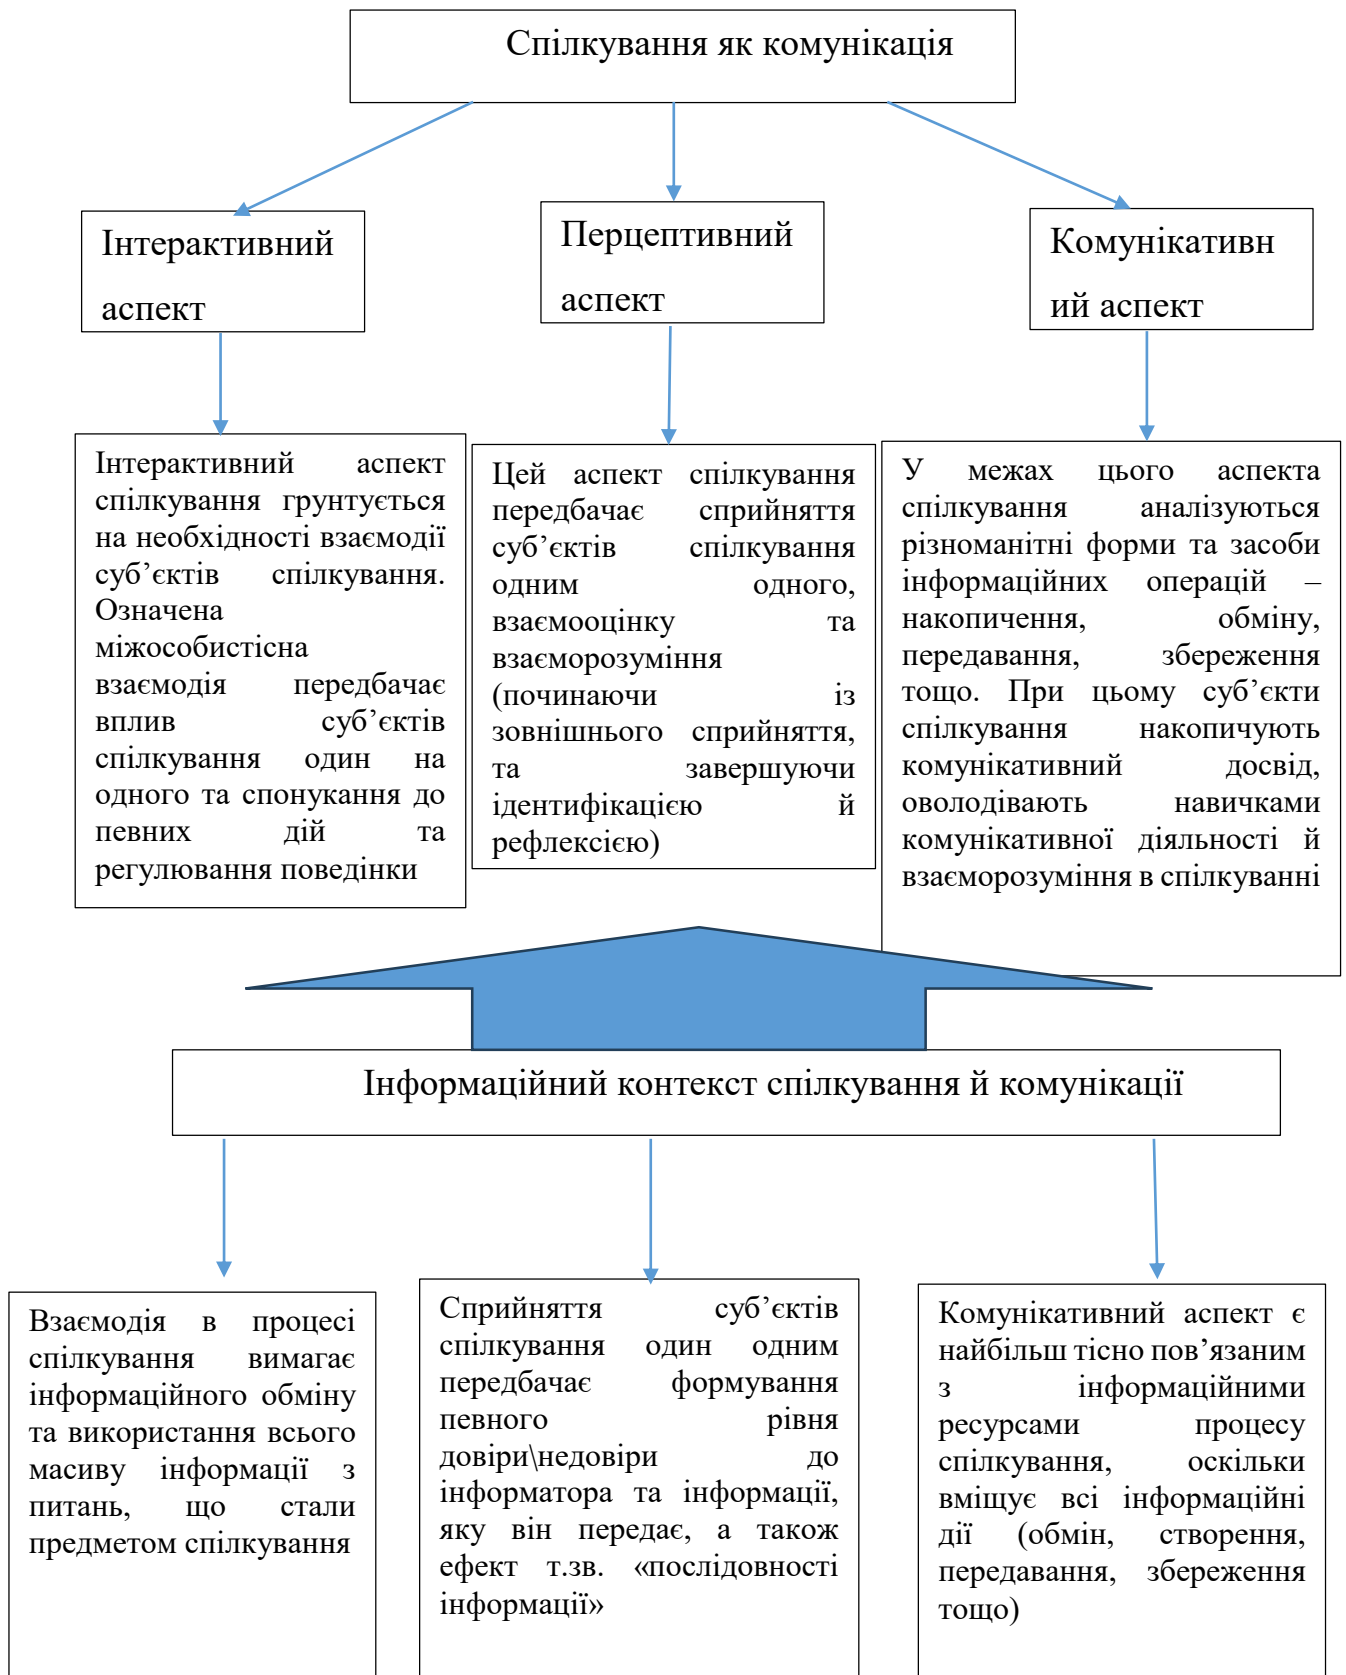 Спілкування як комунікація
Інтерактивний
аспект
Перцептивний
аспект
Комунікативн
ий аспект
Інтерактивний аспект
спілкування грунтується
на необхідності взаємодії
суб’єктів спілкування.
Означена
міжособистісна
взаємодія передбачає
вплив суб’єктів
спілкування один на
одного та спонукання до
певних дій та
регулювання поведінки
Цей аспект спілкування
передбачає сприйняття
суб’єктів спілкування
одним одного,
взаємооцінку та
взаєморозуміння
(починаючи із
зовнішнього сприйняття,
та завершуючи
ідентифікацією й
рефлексією)
У межах цього аспекта
спілкування аналізуються
різноманітні форми та засоби
інформаційних операцій –
накопичення, обміну,
передавання, збереження
тощо. При цьому суб’єкти
спілкування накопичують
комунікативний досвід,
оволодівають навичками
комунікативної діяльності й
взаєморозуміння в спілкуванні
Інформаційний контекст спілкування й комунікації
Взаємодія в процесі
спілкування вимагає
інформаційного обміну
та використання всього
масиву інформації з
питань, що стали
предметом спілкування
Сприйняття суб’єктів
спілкування один одним
передбачає формування
певного рівня
довіри\недовіри до
інформатора та інформації,
яку він передає, а також
ефект т.зв. «послідовності
інформації»
Комунікативний аспект є
найбільш тісно пов’язаним
з інформаційними
ресурсами процесу
спілкування, оскільки
вміщує всі інформаційні
дії (обмін, створення,
передавання, збереження
тощо)